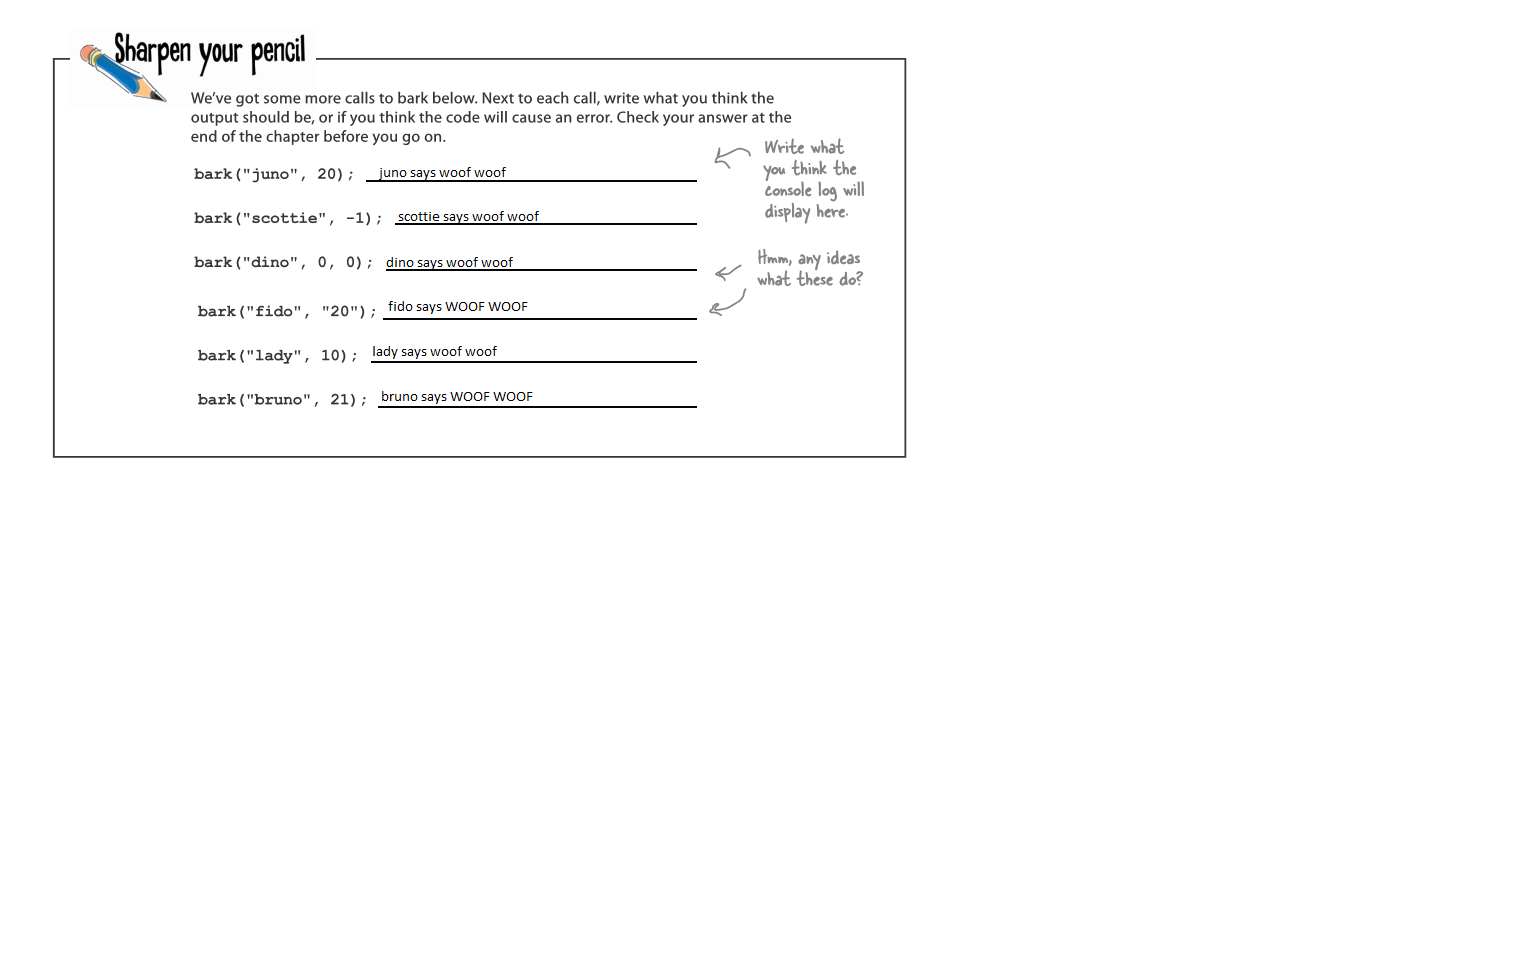 Sharpen your pencil
We've got some more calls to bark below. Next to each call, write what you think the
output should be, or if you think the code will cause an error. Check your answer at the
end of the chapter before you go on.
Write what
you think the
console log will
display here.
bark("juno", 20); juno says woof woof
bark("scottie", -1); scottie says woof woof
bark("dino", 0, 0); dino says woof woof
Hmm, any ideas
what these do?
bark("fido", "20"); fido says WOOF WOOF
bark("lady", 10); lady says woof woof
bark("bruno", 21); bruno says WOOF WOOF